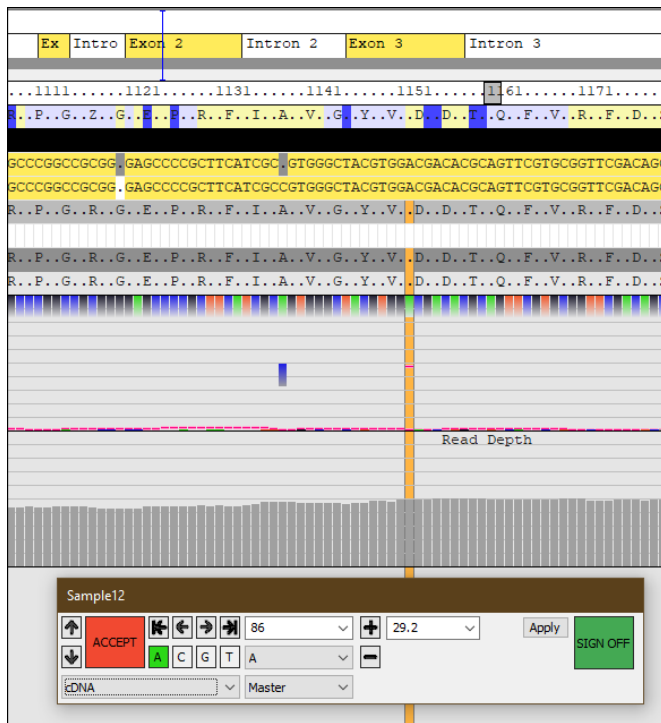 Ex Intro Exon 2 Intron 2 Exon 3 Intron 3
...1111......1121......1131......1141......1151......1161......1171.....
R..P..G..Z..G..E..P..R..F..I..A..V..G..Y..V..D..D..T..Q..F..V..R..F..D..
GCCCGGCCGCGG.GAGCCCCGCTTCATCGC.GTGGGCTACGTGGACGACACGCAGTTCGTGCGGTTCGACAG
GCCCGGCCGCGG.GAGCCCCGCTTCATCGCCGTGGGCTACGTGGACGACACGCAGTTCGTGCGGTTCGACAG
R..P..G..R..G..E..P..R..F..I..A..V..G..Y..V..D..D..T..Q..F..V..R..F..D..
R..P..G..R..G..E..P..R..F..I..A..V..G..Y..V..D..D..T..Q..F..V..R..F..D..
R..P..G..R..G..E..P..R..F..I..A..V..G..Y..V..D..D..T..Q..F..V..R..F..D..
Read Depth
Sample12
ACCEPT 86 29.2 Apply SIGN OFF
A C G T A
cDNA Master